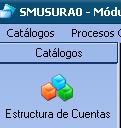 SMUSURA0 - Módu
Catálogos Procesos
Catálogos
Estructura de Cuentas